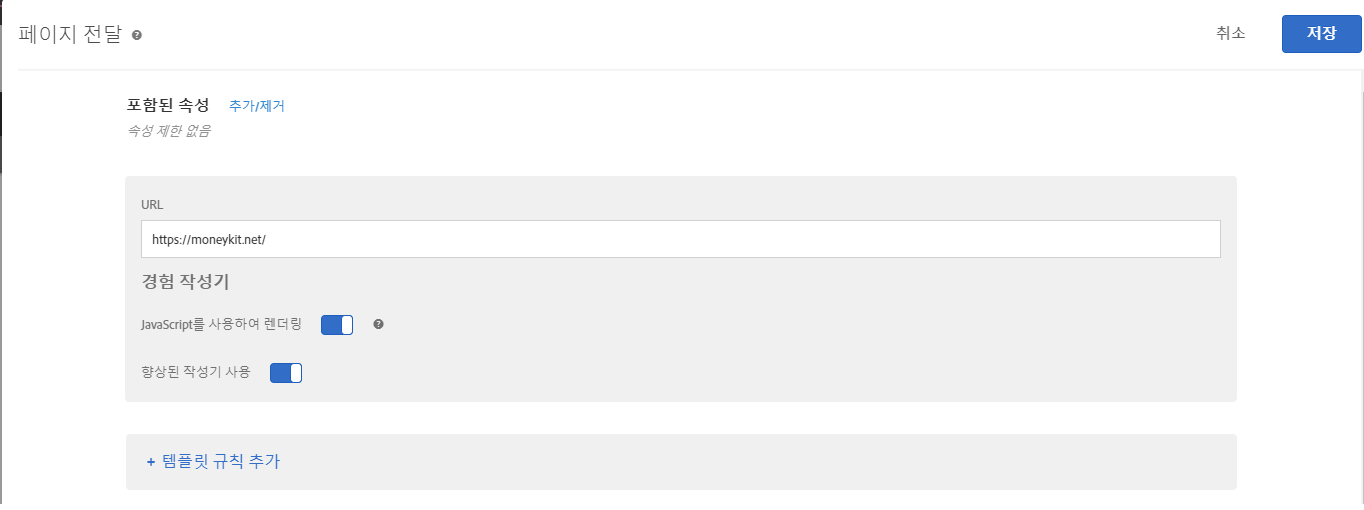 페이지 전달
취소
저장
포함된 속성 추가/제거
속성 제한 없음
URL
https://moneykit.net/
경험 작성기
JavaScript를 사용하여 렌더링
향상된 작성기 사용
+ 템플릿 규칙 추가